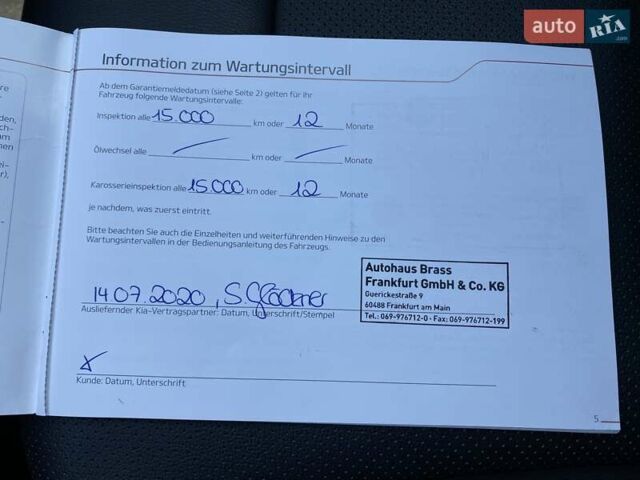 auto RIA.com
Information zum Wartungsintervall
Ab dem Garantiemeldedatum (siehe Seite 2) gelten für Ihr
Fahrzeug folgende Wartungsintervalle:
Inspektion alle 15.000 km oder 12 Monate
Ölwechsel alle km oder Monate
Karosserieinspektion alle 15.000 km oder 12 Monate
je nachdem, was zuerst eintritt.
Bitte beachten Sie auch die Einzelheiten und weiterführenden Hinweise zu den
Wartungsintervallen in der Bedienungsanleitung des Fahrzeugs.
14.07.2020, S.
Ausliefernder Kia-Vertragspartner: Datum, Unterschrift/Stempel
Autohaus Brass
Frankfurt GmbH & Co. KG
Guerickestraße 9
60488 Frankfurt am Main
Tel.: 069-976712-0 · Fax: 069-976712-199
X
Kunde: Datum, Unterschrift
5